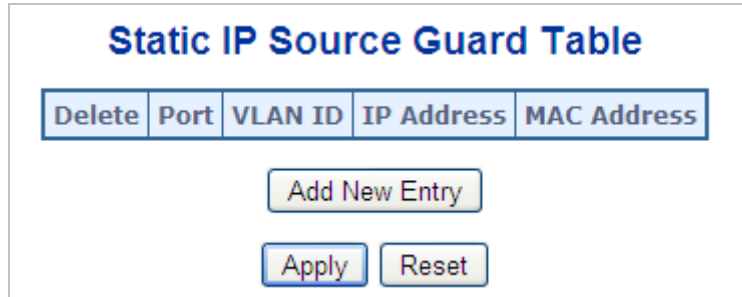 Static IP Source Guard Table
Delete Port VLAN ID IP Address MAC Address
Add New Entry
Apply Reset